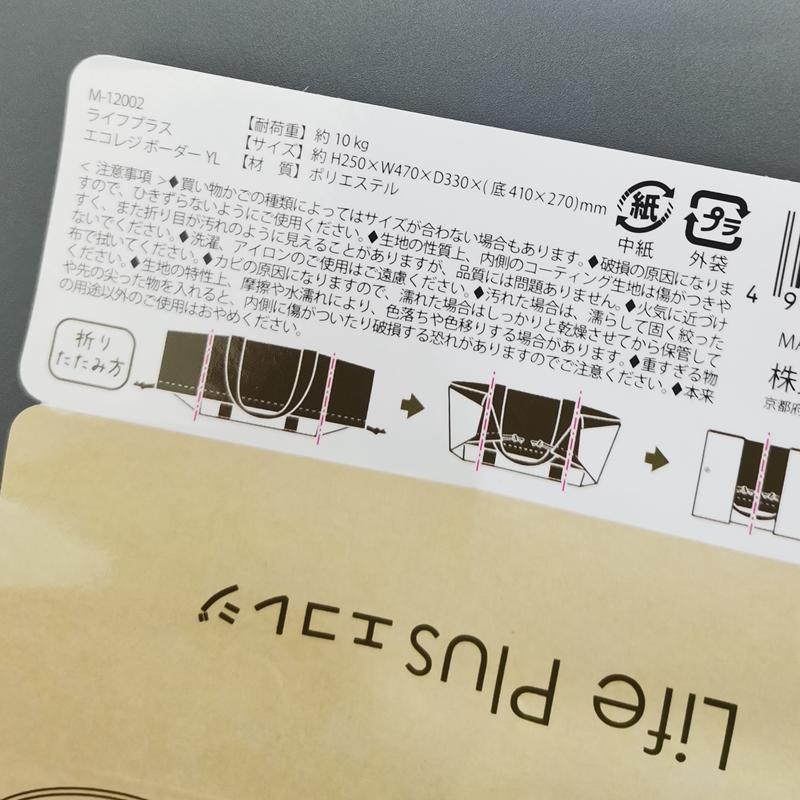 M-12002
ライフプラス
エコレジ ボーダー YL
【耐荷重】 約 10 kg
【サイズ】 約 H250×W470×D330×(底 410×270)mm
【材　質】 ポリエステル
< 注意事項 >◆買い物かごの種類によってはサイズが合わない場合もあります。◆破損の原因になりま
すので、ひきずらないようにご使用ください。◆生地の性質上、内側のコーティング生地は傷がつきや
すく、また折り目が汚れのように見えることがありますが、品質には問題ありません。◆火気に近づけ
ないでください。◆洗濯、アイロンのご使用はご遠慮ください。◆汚れた場合は、濡らして固く絞った
布で拭いてください。◆カビの原因になりますので、濡れた場合はしっかりと乾燥させてから保管して
ください。◆生地の特性上、摩擦や水濡れにより、色落ちや色移りする場合があります。◆重すぎる物
や先の尖った物を入れると、内側に傷がついたり破損する恐れがありますのでご注意ください。◆本来
の用途以外のご使用はおやめください。
紙
中紙
プラ
外袋
4 9
MA
株
京都府
折り
たたみ方
Life Plus エコレジ